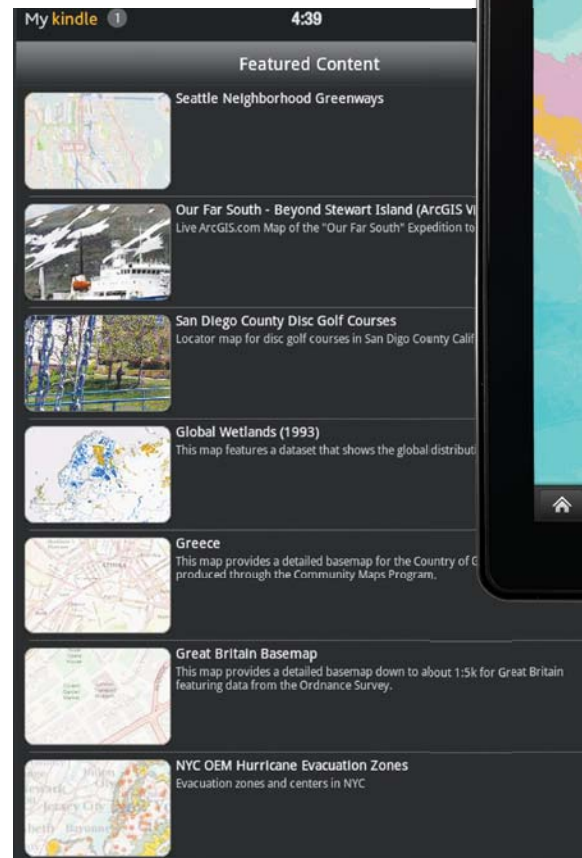 My kindle 1
4:39
Featured Content
Seattle Neighborhood Greenways
Our Far South - Beyond Stewart Island (ArcGIS
Live ArcGIS.com Map of the "Our Far South" Expedition to
San Diego County Disc Golf Courses
Locator map for disc golf courses in San Digo County
Global Wetlands (1993)
This map features a dataset that shows the global
Greece
This map provides a detailed basemap for the Country of
produced through the Community Maps Program.
Great Britain Basemap
This map provides a detailed basemap down to about 1:5k for Great Britain
featuring data from the Ordnance Survey.
NYC OEM Hurricane Evacuation Zones
Evacuation zones and centers in NYC
Jersey City